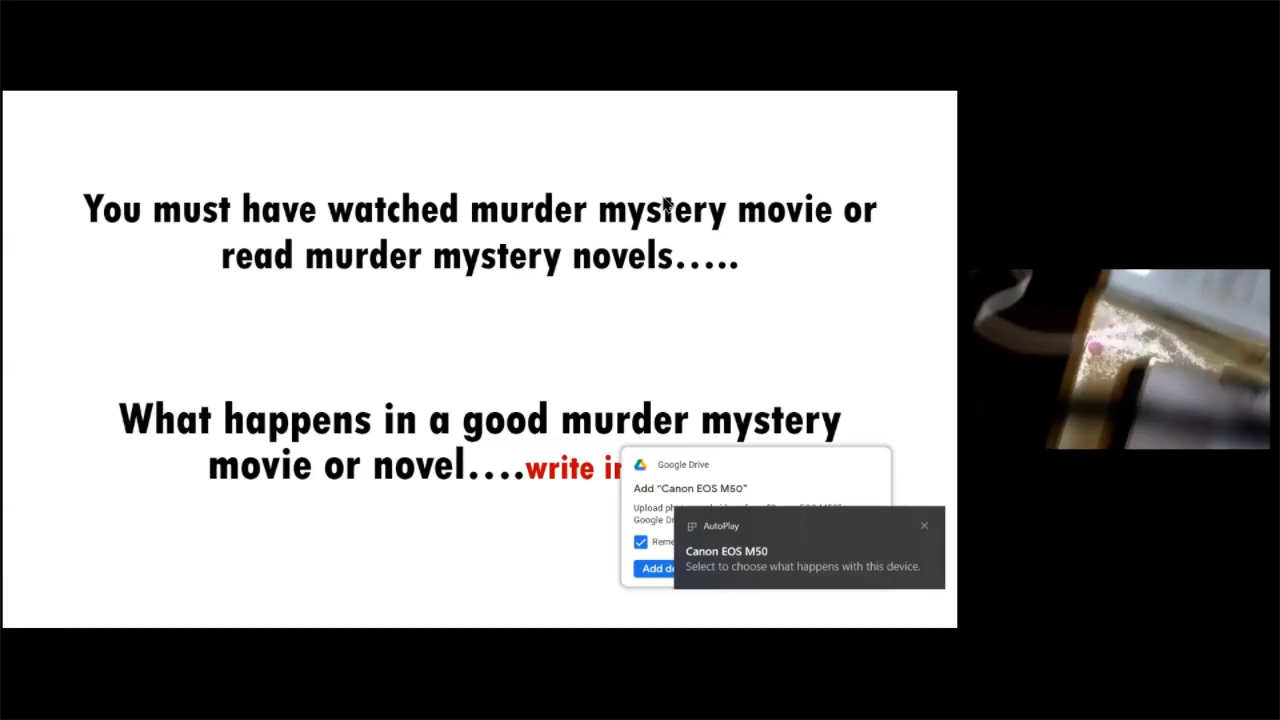 You must have watched murder mystery movie or
read murder mystery novels.....
What happens in a good murder mystery
movie or novel....write
Google Drive
Add "Canon EOS M50"
Upload
Google
Add
AutoPlay
Canon EOS M50
Select to choose what happens with this device.